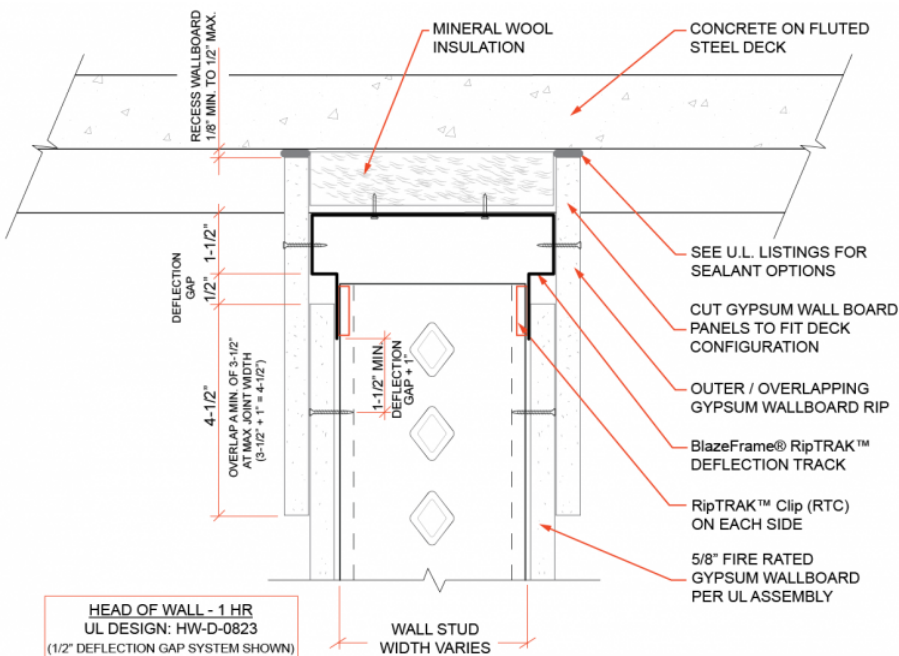 RECESS WALLBOARD
1/8" MIN. TO 1/2" MAX.
MINERAL WOOL
INSULATION
CONCRETE ON FLUTED
STEEL DECK
1-1/2"
1/2"
DEFLECTION
GAP
4-1/2"
OVERLAP A MIN. OF 3-1/2"
AT MAX JOINT WIDTH
(3-1/2" + 1" = 4-1/2")
1-1/2" MIN.
DEFLECTION
GAP + 1"
SEE U.L. LISTINGS FOR
SEALANT OPTIONS
CUT GYPSUM WALL BOARD
PANELS TO FIT DECK
CONFIGURATION
OUTER / OVERLAPPING
GYPSUM WALLBOARD RIP
BlazeFrame® RipTRAK™
DEFLECTION TRACK
RipTRAK™ Clip (RTC)
ON EACH SIDE
5/8" FIRE RATED
GYPSUM WALLBOARD
PER UL ASSEMBLY
HEAD OF WALL - 1 HR
UL DESIGN: HW-D-0823
(1/2" DEFLECTION GAP SYSTEM SHOWN)
WALL STUD
WIDTH VARIES